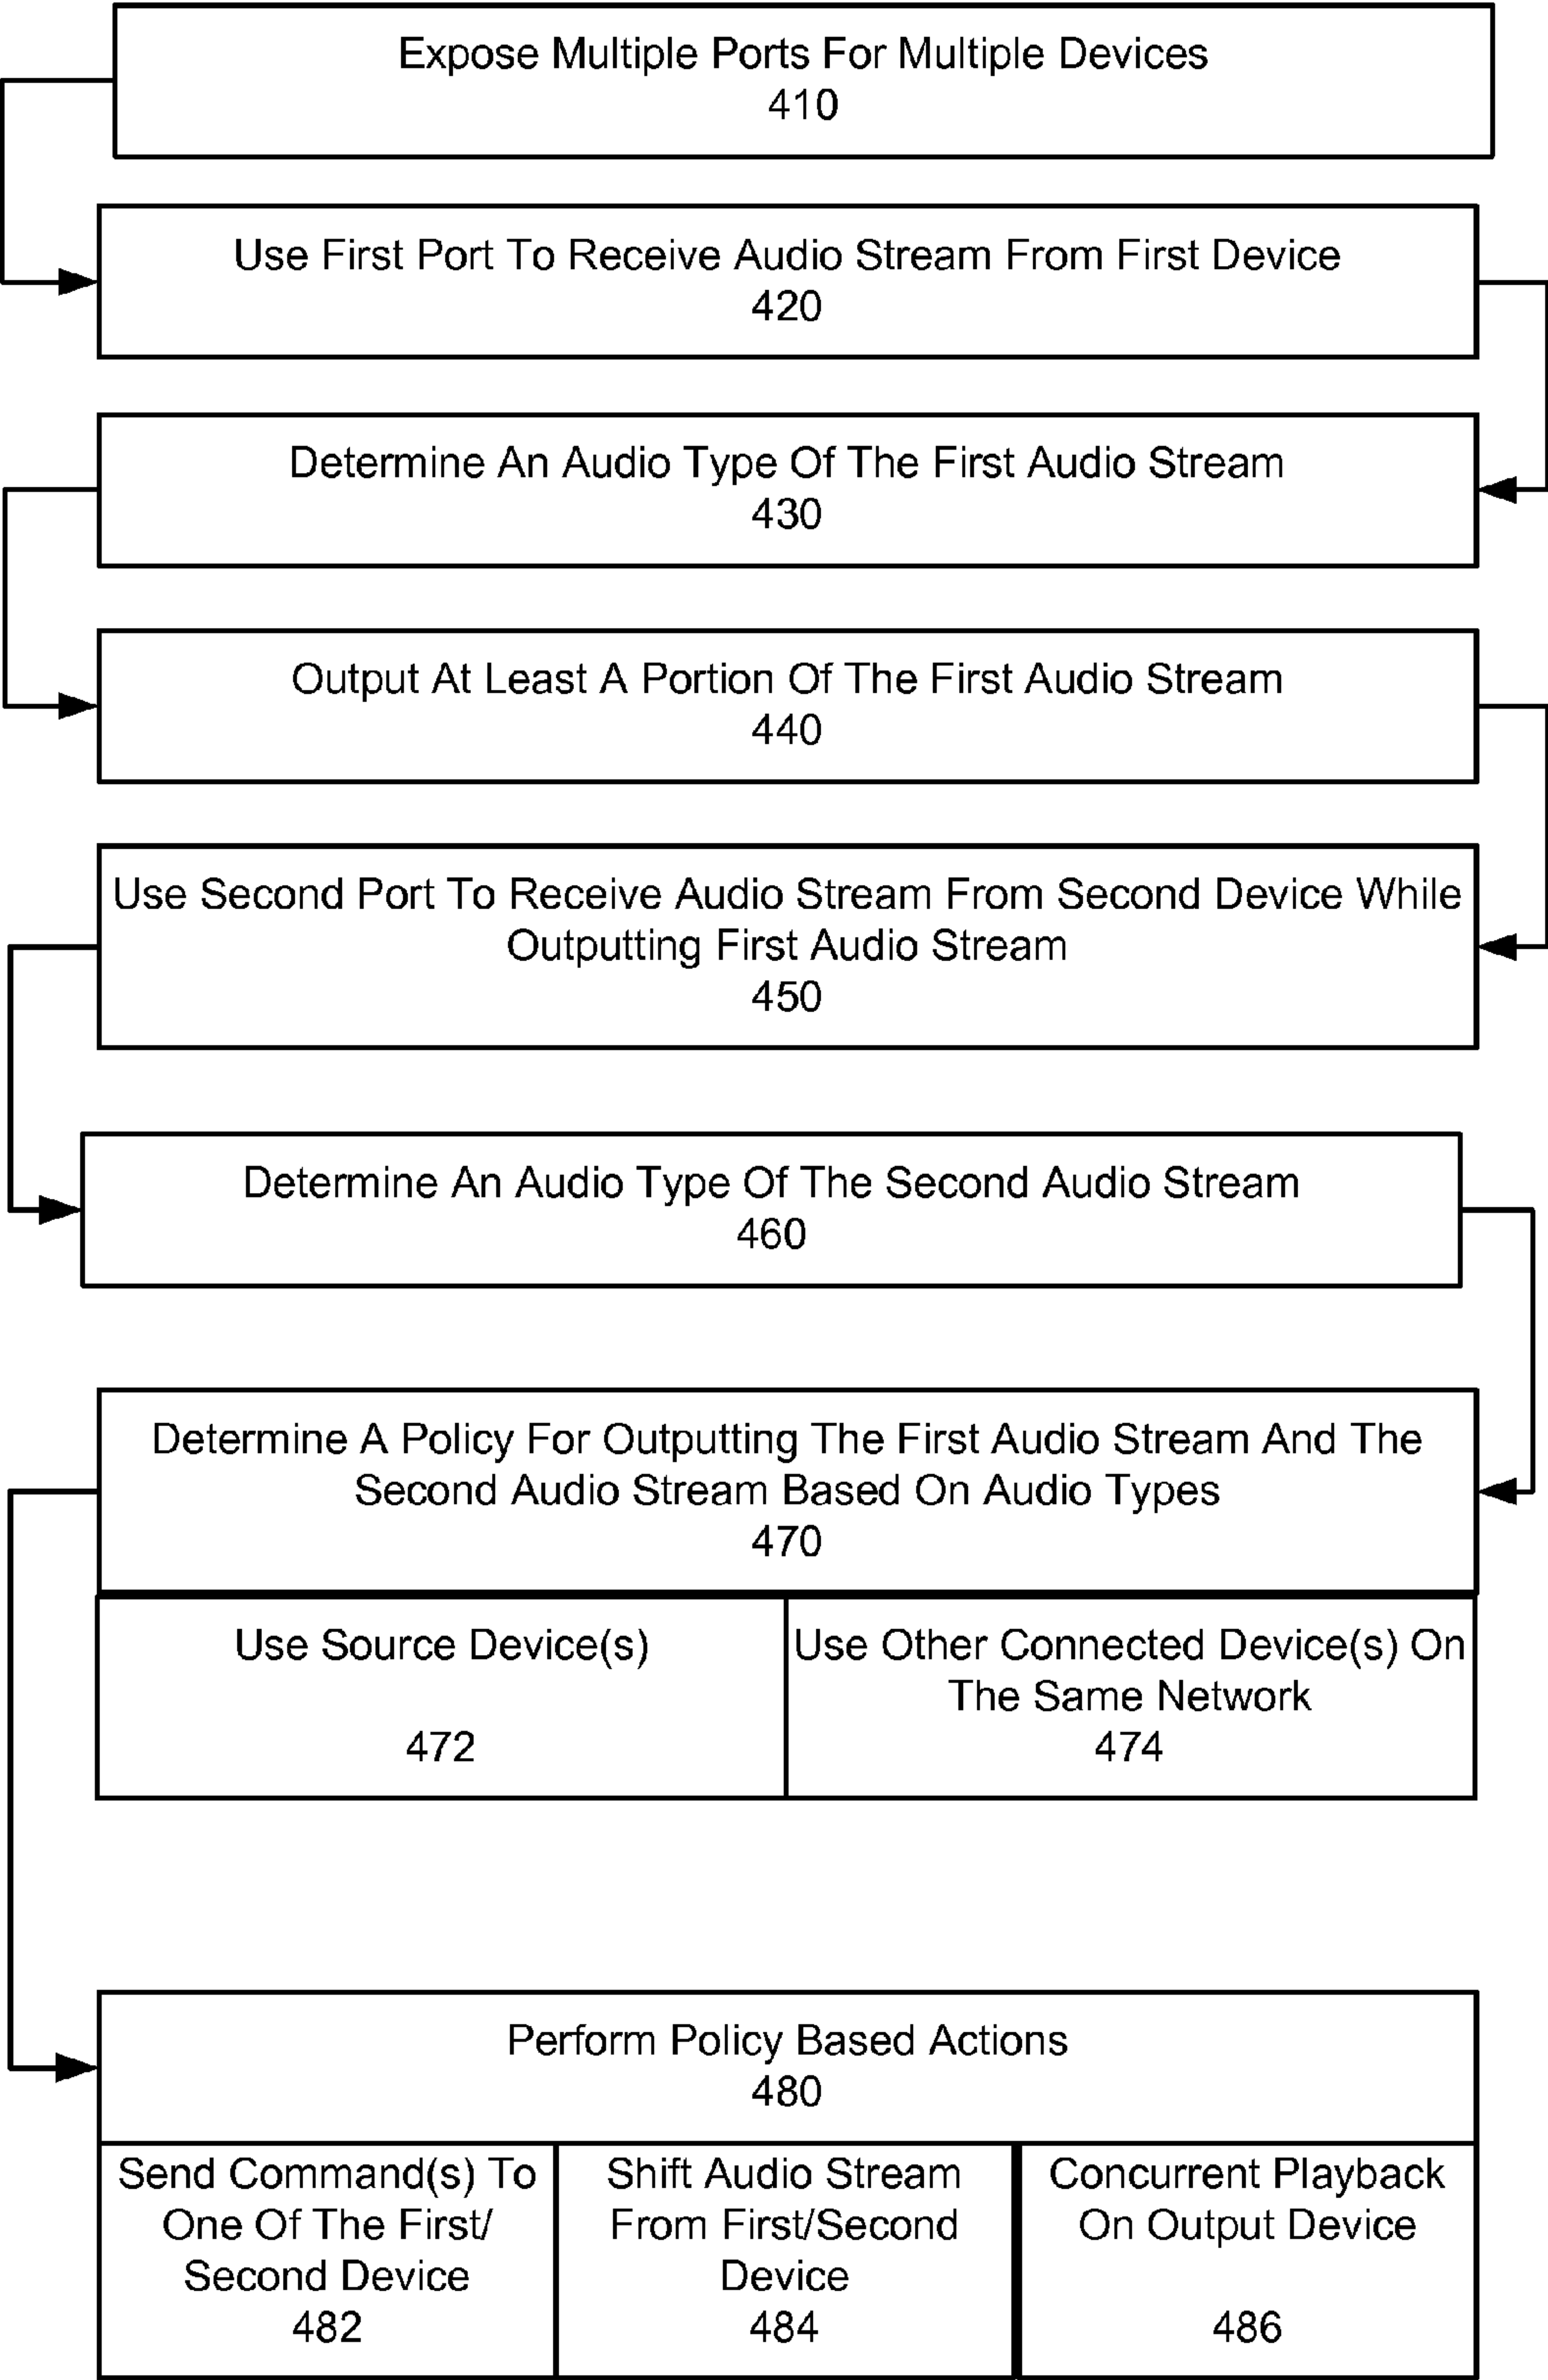 Expose Multiple Ports For Multiple Devices
410
Use First Port To Receive Audio Stream From First Device
420
Determine An Audio Type Of The First Audio Stream
430
Output At Least A Portion Of The First Audio Stream
440
Use Second Port To Receive Audio Stream From Second Device While
Outputting First Audio Stream
450
Determine An Audio Type Of The Second Audio Stream
460
Determine A Policy For Outputting The First Audio Stream And The
Second Audio Stream Based On Audio Types
470
Use Source Device(s)
472
Use Other Connected Device(s) On
The Same Network
474
Perform Policy Based Actions
480
Send Command(s) To
One Of The First/
Second Device
482
Shift Audio Stream
From First/Second
Device
484
Concurrent Playback
On Output Device
486